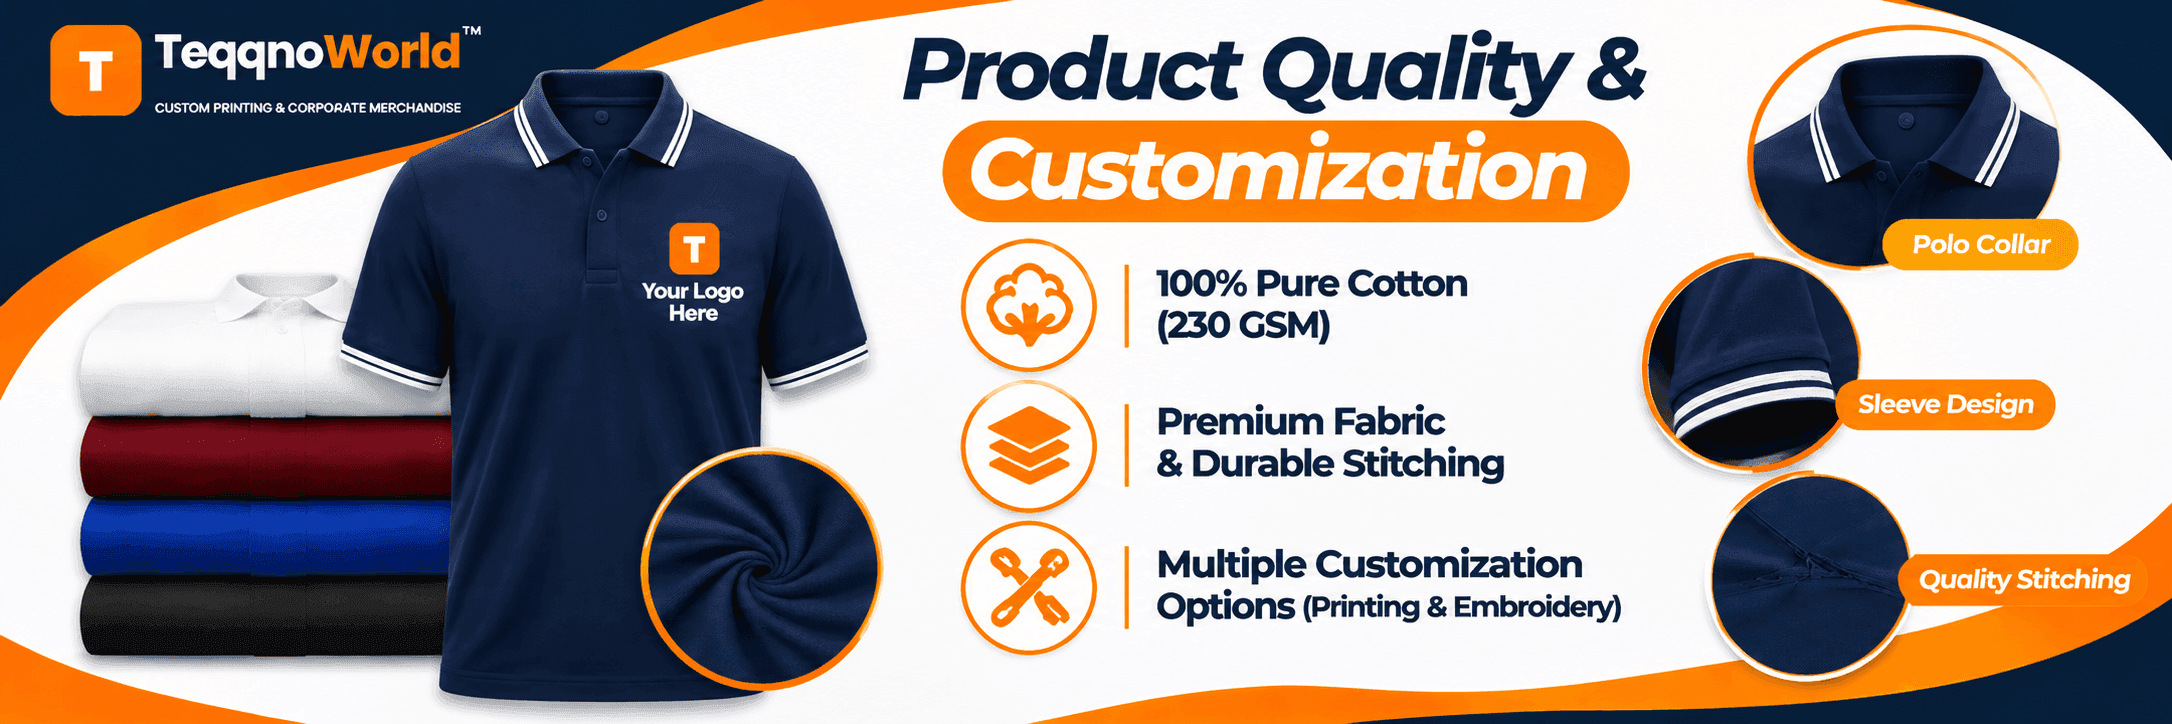 T
TeqqnoWorld™
CUSTOM PRINTING & CORPORATE MERCHANDISE
T
Your Logo
Here
Product Quality &
Customization
100% Pure Cotton
(230 GSM)
Premium Fabric
& Durable Stitching
Multiple Customization
Options (Printing & Embroidery)
Polo Collar
Sleeve Design
Quality Stitching